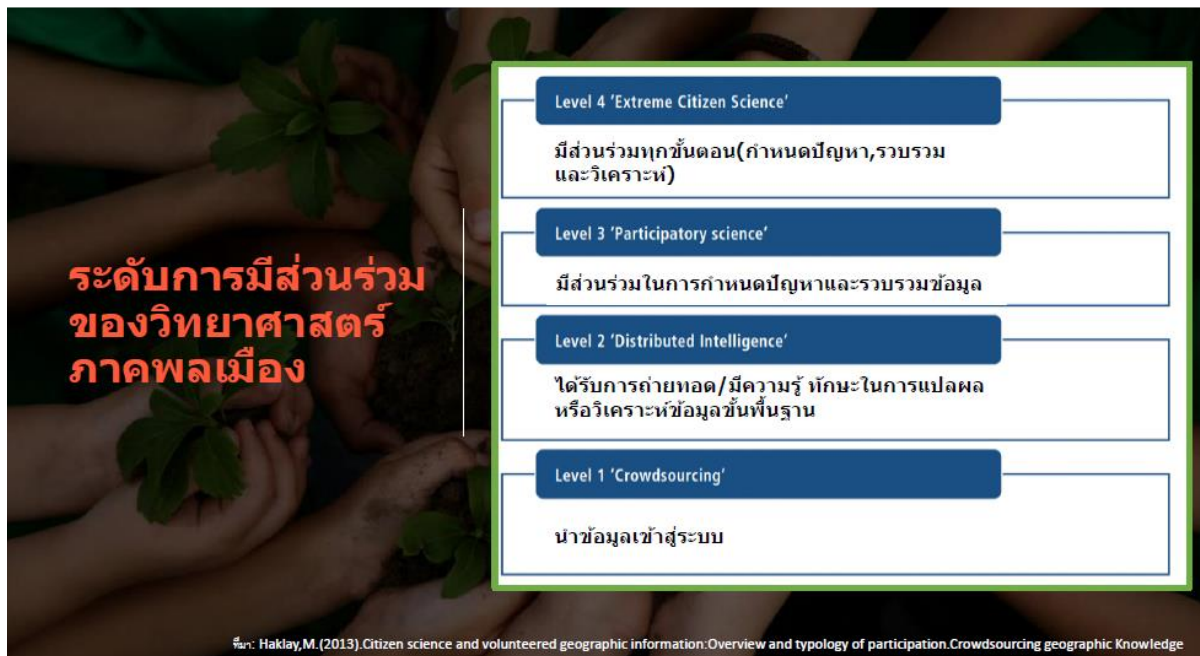 ระดับการมีส่วนร่วม
ของวิทยาศาสตร์
ภาคพลเมือง
Level 4 'Extreme Citizen Science'
มีส่วนร่วมทุกขั้นตอน(กำหนดปัญหา,รวบรวม
และวิเคราะห์)
Level 3 'Participatory science'
มีส่วนร่วมในการกำหนดปัญหาและรวบรวมข้อมูล
Level 2 'Distributed Intelligence'
ได้รับการถ่ายทอด/มีความรู้ ทักษะในการแปลผล
หรือวิเคราะห์ข้อมูลขั้นพื้นฐาน
Level 1 'Crowdsourcing'
นำข้อมูลเข้าสู่ระบบ
ที่มา: Haklay,M.(2013).Citizen science and volunteered geographic information:Overview and typology of participation.Crowdsourcing geographic Knowledge